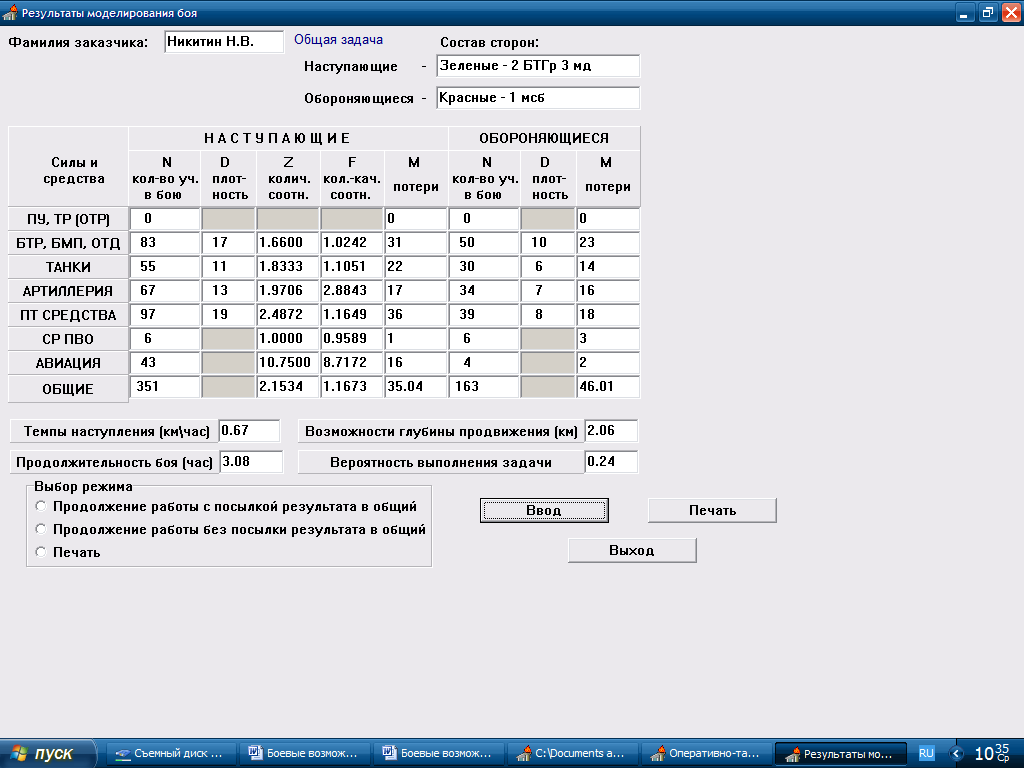 Результаты моделирования боя
Фамилия заказчика: Никитин Н.В. Общая задача Состав сторон:
Наступающие - Зеленые - 2 БТГр 3 мд
Обороняющиеся - Красные - 1 мсб
Силы и средства Н А С Т У П А Ю Щ И Е ОБОРОНЯЮЩИЕСЯ
N кол-во уч. в бою D плот-ность Z колич. соотн. F кол.-кач. соотн. M потери N кол-во уч. в бою D плот-ность M потери
ПУ, ТР (ОТР) 0 0 0 0
БТР, БМП, ОТД 83 17 1.6600 1.0242 31 50 10 23
ТАНКИ 55 11 1.8333 1.1051 22 30 6 14
АРТИЛЛЕРИЯ 67 13 1.9706 2.8843 17 34 7 16
ПТ СРЕДСТВА 97 19 2.4872 1.1649 36 39 8 18
СР ПВО 6 1.0000 0.9589 1 6 3
АВИАЦИЯ 43 10.7500 8.7172 16 4 2
ОБЩИЕ 351 2.1534 1.1673 35.04 163 46.01
Темпы наступления (км\час) 0.67 Возможности глубины продвижения (км) 2.06
Продолжительность боя (час) 3.08 Вероятность выполнения задачи 0.24
Выбор режима
Продолжение работы с посылкой результата в общий
Продолжение работы без посылки результата в общий
Печать
Ввод Печать
Выход
пуск Съемный диск ... Боевые возмож... Боевые возмож... C:\Documents a... Оперативно-та... Результаты мо... RU 10 35 Ср